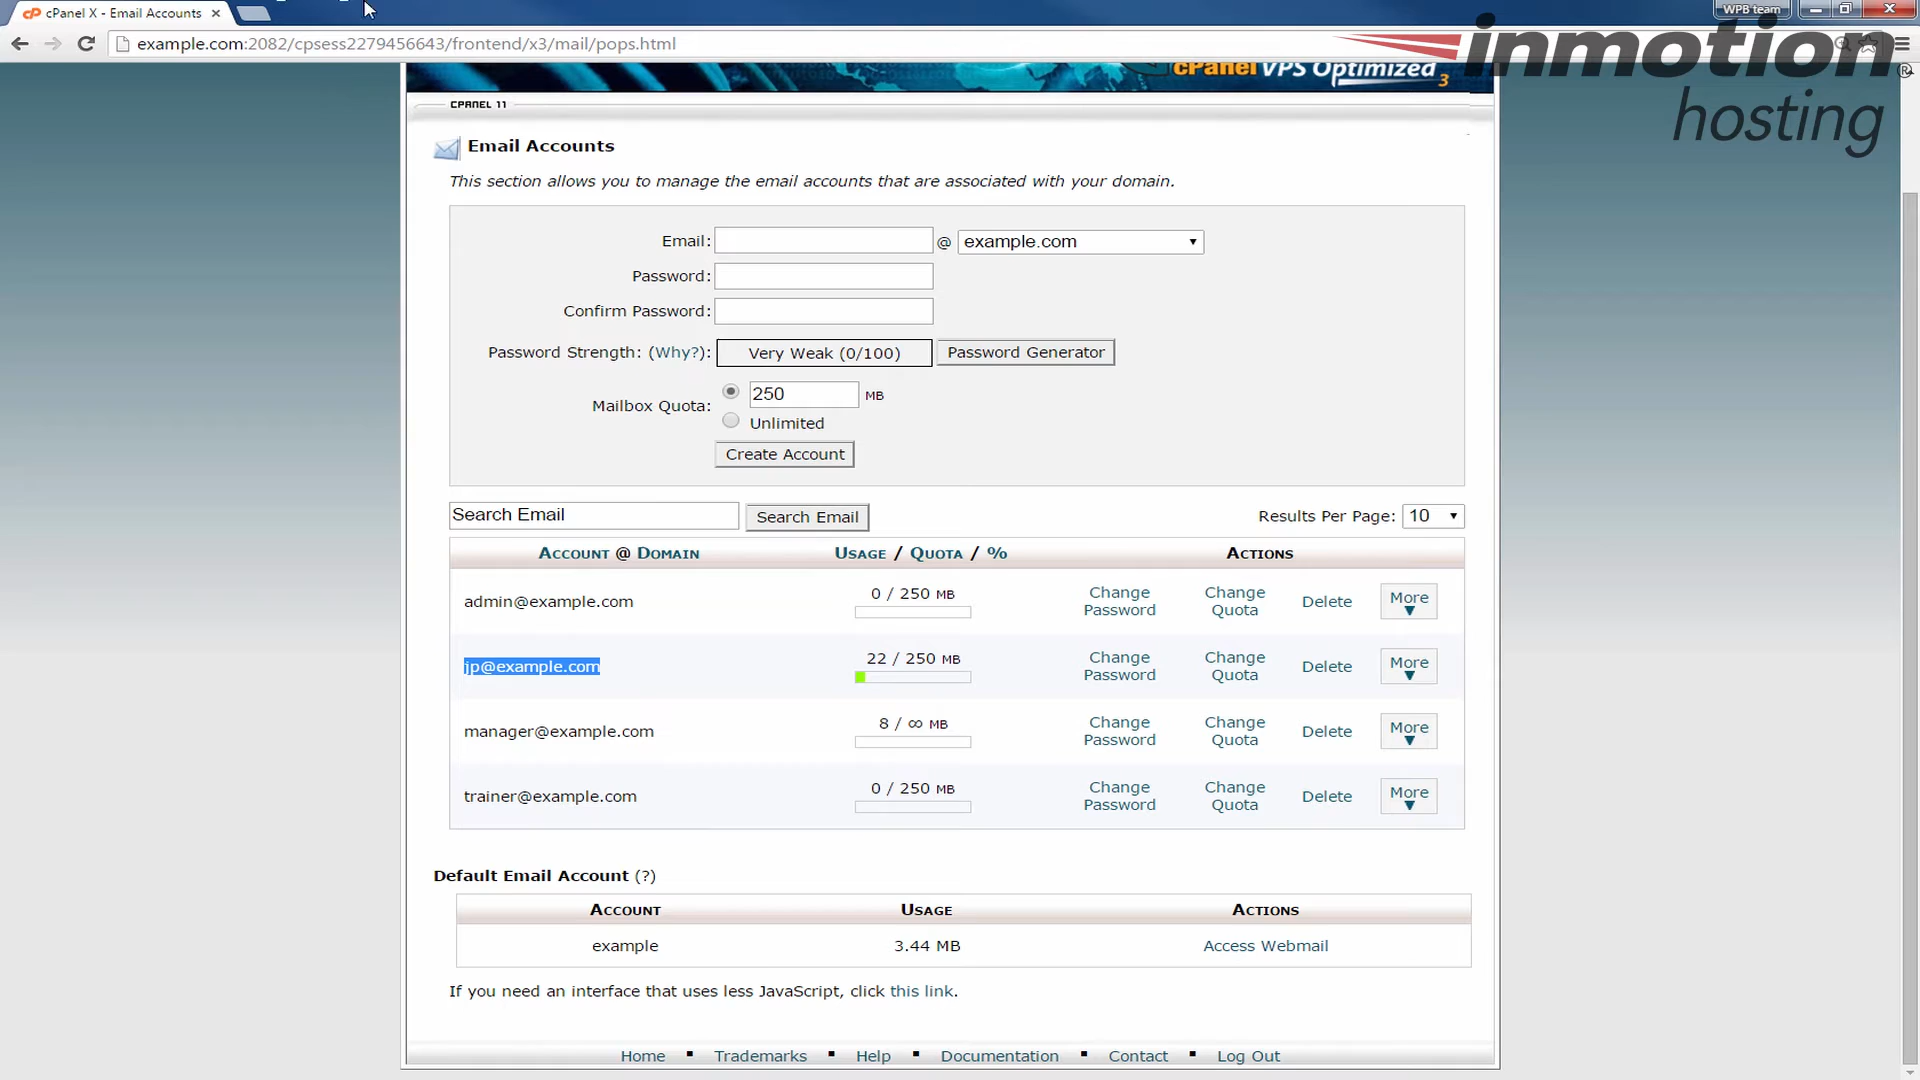 cPanel X - Email Accounts
WPB team
example.com:2082/cpsess2279456643/frontend/x3/mail/pops.html
inmotion
hosting
®
cPanel VPS Optimized 3
CPANEL 11
Email Accounts
This section allows you to manage the email accounts that are associated with your domain.
Email: @ example.com
Password:
Confirm Password:
Password Strength: (Why?): Very Weak (0/100) Password Generator
Mailbox Quota: 250 MB
Unlimited
Create Account
Search Email Search Email Results Per Page: 10
ACCOUNT @ DOMAIN USAGE / QUOTA / % ACTIONS
admin@example.com 0 / 250 MB Change Password Change Quota Delete More
jp@example.com 22 / 250 MB Change Password Change Quota Delete More
manager@example.com 8 / ∞ MB Change Password Change Quota Delete More
trainer@example.com 0 / 250 MB Change Password Change Quota Delete More
Default Email Account (?)
ACCOUNT USAGE ACTIONS
example 3.44 MB Access Webmail
If you need an interface that uses less JavaScript, click this link.
Home ▪ Trademarks ▪ Help ▪ Documentation ▪ Contact ▪ Log Out